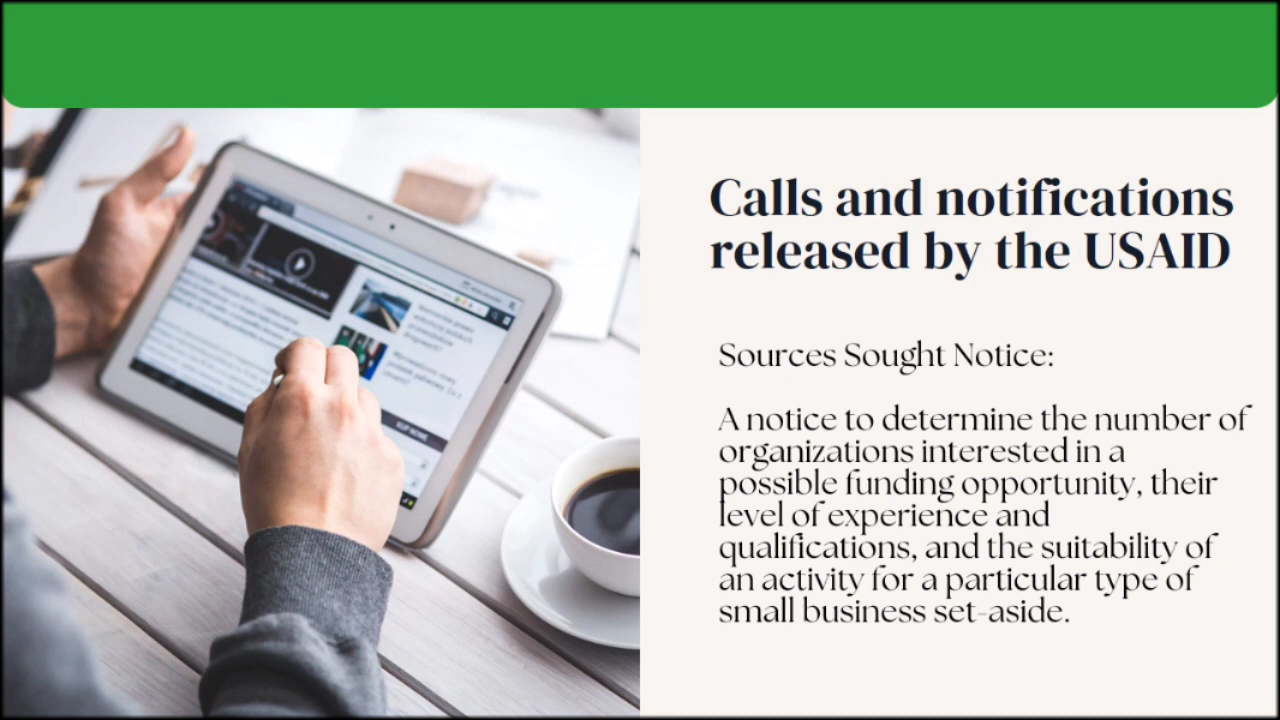 Calls and notifications
released by the USAID
Sources Sought Notice:
A notice to determine the number of
organizations interested in a
possible funding opportunity, their
level of experience and
qualifications, and the suitability of
an activity for a particular type of
small business set-aside.